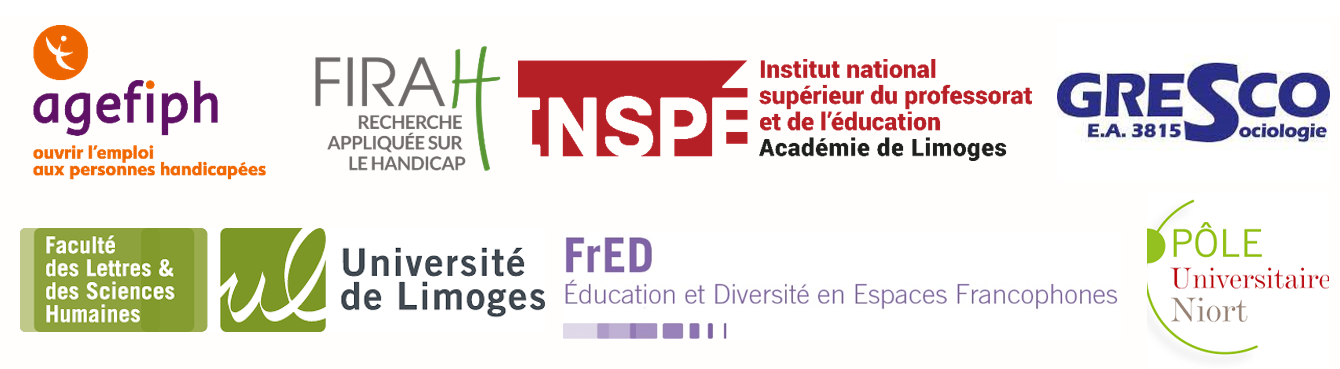 agefiph
ouvrir l'emploi
aux personnes handicapées
FIRAH
RECHERCHE
APPLIQUÉE SUR
LE HANDICAP
INSPÉ
Institut national
supérieur du professorat
et de l'éducation
Académie de Limoges
GRESCO
E.A. 3815 Sociologie
Faculté
des Lettres &
des Sciences
Humaines
ul
Université
de Limoges
FrED
Éducation et Diversité en Espaces Francophones
PÔLE
Universitaire
Niort